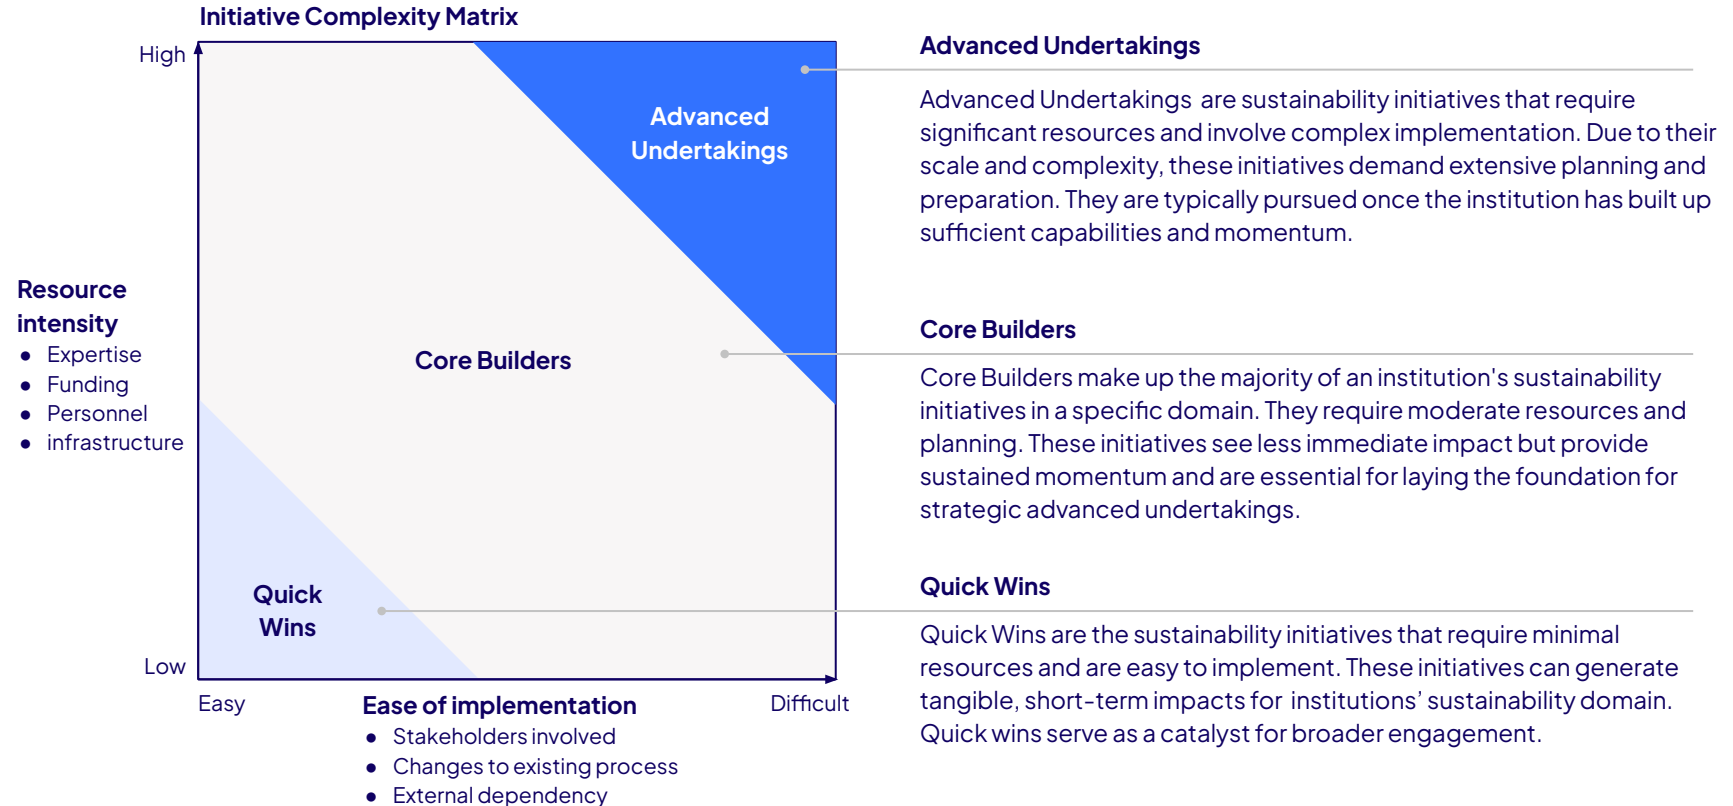 Initiative Complexity Matrix
High
Advanced
Undertakings
Resource
intensity
● Expertise
● Funding
● Personnel
● infrastructure
Core Builders
Quick
Wins
Low
Easy
Ease of implementation
Difficult
● Stakeholders involved
● Changes to existing process
● External dependency
Advanced Undertakings
Advanced Undertakings are sustainability initiatives that require
significant resources and involve complex implementation. Due to their
scale and complexity, these initiatives demand extensive planning and
preparation. They are typically pursued once the institution has built up
sufficient capabilities and momentum.
Core Builders
Core Builders make up the majority of an institution's sustainability
initiatives in a specific domain. They require moderate resources and
planning. These initiatives see less immediate impact but provide
sustained momentum and are essential for laying the foundation for
strategic advanced undertakings.
Quick Wins
Quick Wins are the sustainability initiatives that require minimal
resources and are easy to implement. These initiatives can generate
tangible, short-term impacts for institutions’ sustainability domain.
Quick wins serve as a catalyst for broader engagement.